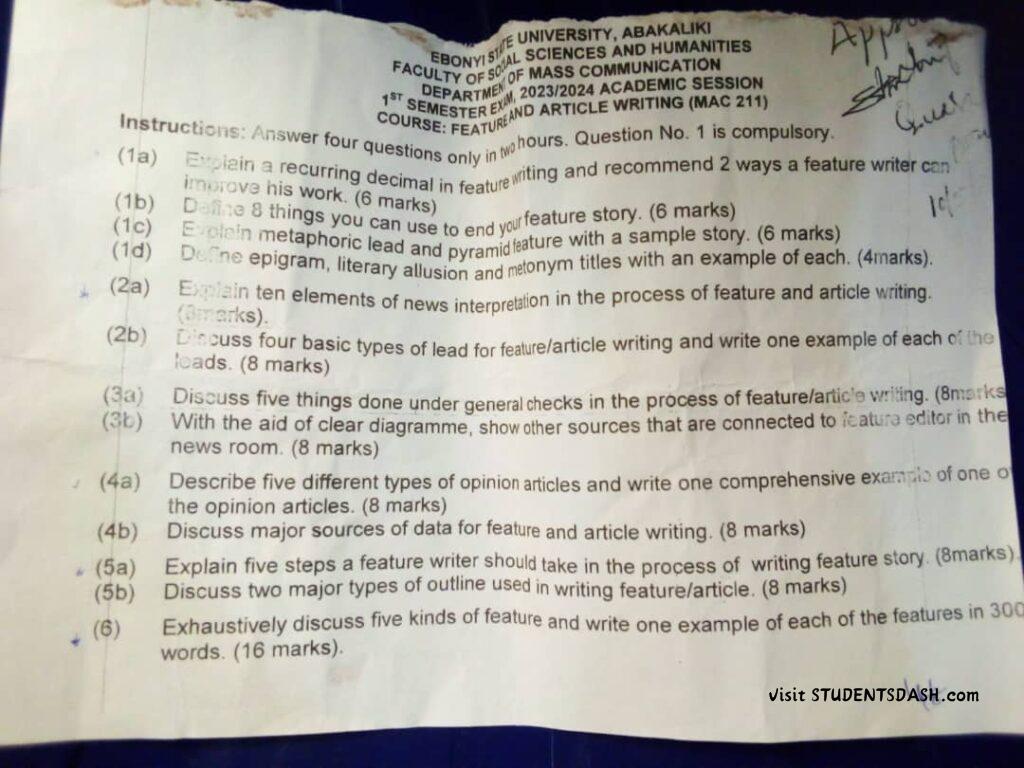 EBONYI STATE UNIVERSITY, ABAKALIKI
FACULTY OF SOCIAL SCIENCES AND HUMANITIES
DEPARTMENT OF MASS COMMUNICATION
1ST SEMESTER EXAM, 2023/2024 ACADEMIC SESSION
COURSE: FEATURE AND ARTICLE WRITING (MAC 211)
Instructions: Answer four questions only in two hours. Question No. 1 is compulsory.
(1a) Explain a recurring decimal in feature writing and recommend 2 ways a feature writer can
improve his work. (6 marks)
(1b) Define 8 things you can use to end your feature story. (6 marks)
(1c) Explain metaphoric lead and pyramid feature with a sample story. (6 marks)
(1d) Define epigram, literary allusion and metonym titles with an example of each. (4marks).
(2a) Explain ten elements of news interpretation in the process of feature and article writing.
(8marks).
(2b) Discuss four basic types of lead for feature/article writing and write one example of each of the
leads. (8 marks)
(3a) Discuss five things done under general checks in the process of feature/article writing. (8marks
(3b) With the aid of clear diagramme, show other sources that are connected to feature editor in the
news room. (8 marks)
(4a) Describe five different types of opinion articles and write one comprehensive example of one o
the opinion articles. (8 marks)
(4b) Discuss major sources of data for feature and article writing. (8 marks)
(5a) Explain five steps a feature writer should take in the process of writing feature story. (8marks).
(5b) Discuss two major types of outline used in writing feature/article. (8 marks)
(6) Exhaustively discuss five kinds of feature and write one example of each of the features in 300
words. (16 marks).
visit STUDENTSDASH.com